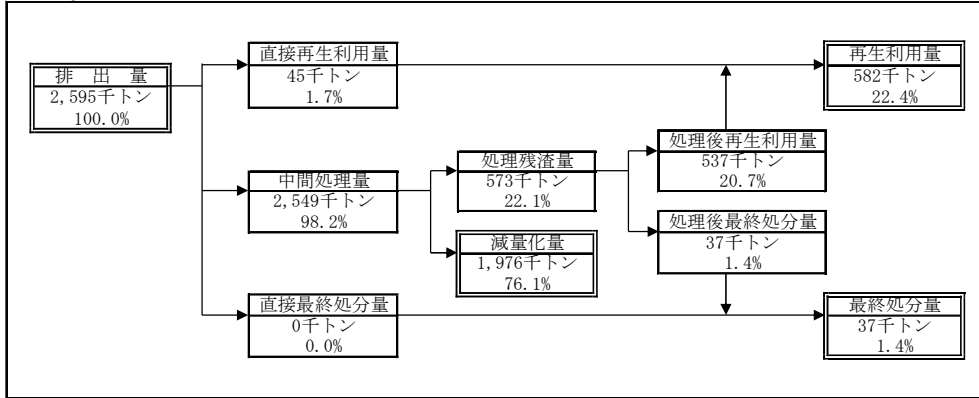 排 出 量
2,595千トン
100.0%
直接再生利用量
45千トン
1.7%
中間処理量
2,549千トン
98.2%
直接最終処分量
0千トン
0.0%
処理残渣量
573千トン
22.1%
減量化量
1,976千トン
76.1%
処理後再生利用量
537千トン
20.7%
処理後最終処分量
37千トン
1.4%
再生利用量
582千トン
22.4%
最終処分量
37千トン
1.4%